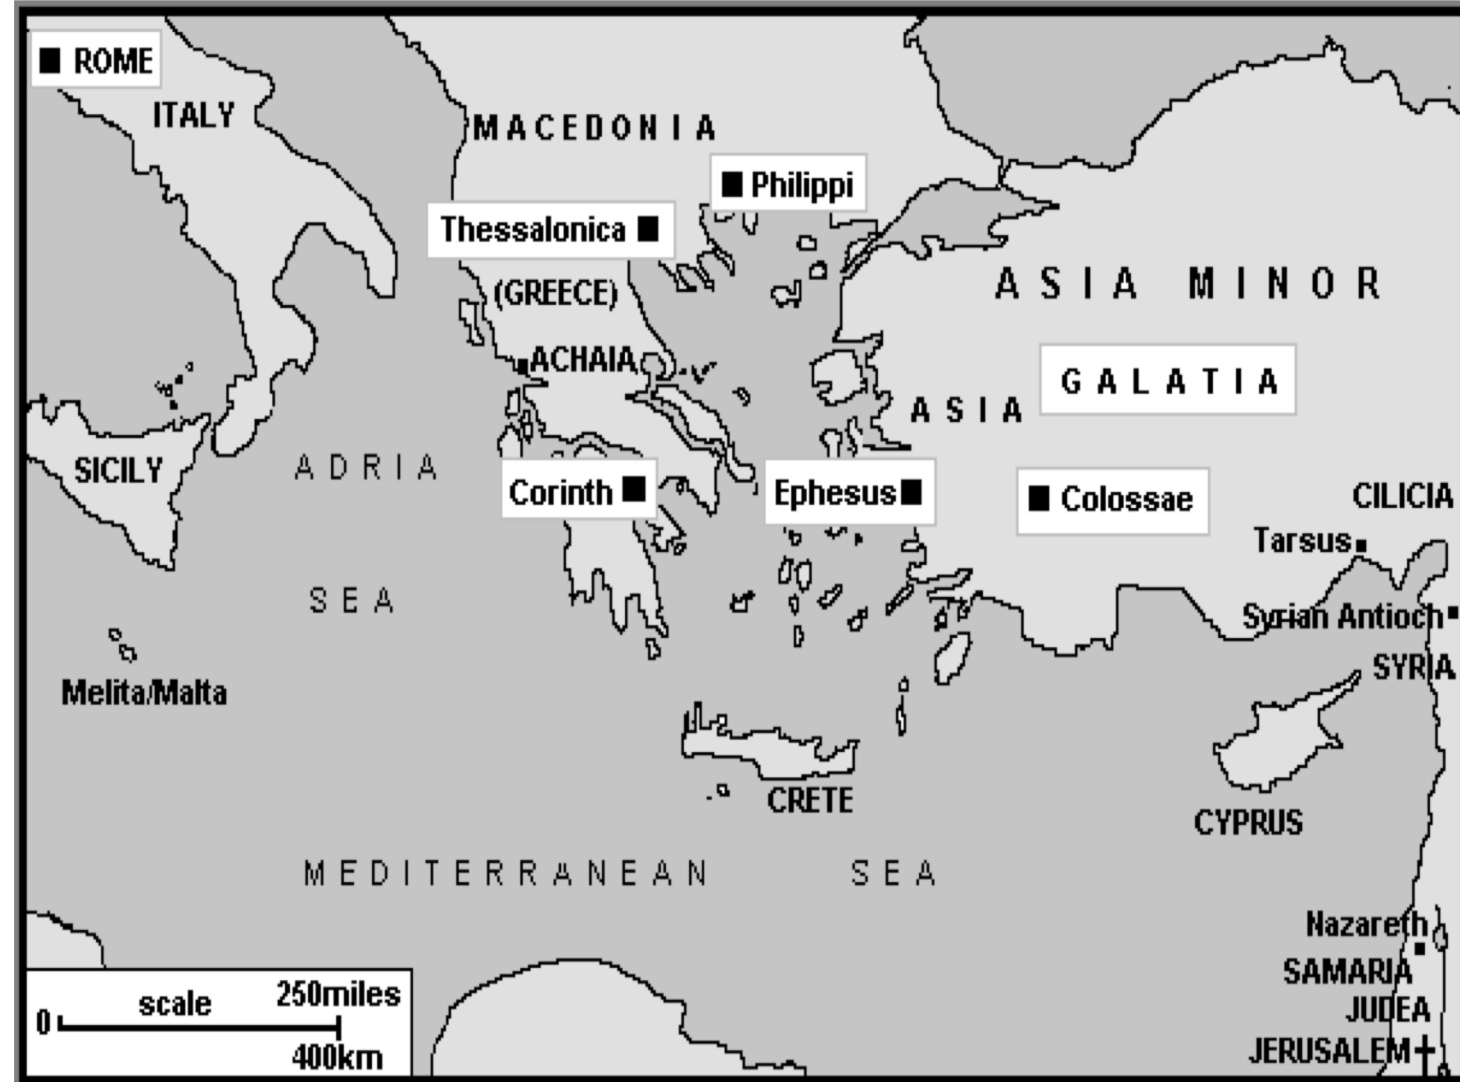 ROME
ITALY
MACEDONIA
Philippi
Thessalonica
(GREECE)
ASIA MINOR
ACHAIA
GALATIA
ASIA
SICILY
ADRIA
SEA
Corinth
Ephesus
Colossae
CILICIA
Tarsus
Syrian Antioch
SYRIA
Melita/Malta
CRETE
CYPRUS
MEDITERRANEAN SEA
Nazareth
SAMARIA
JUDEA
JERUSALEM
scale 250miles
0
400km